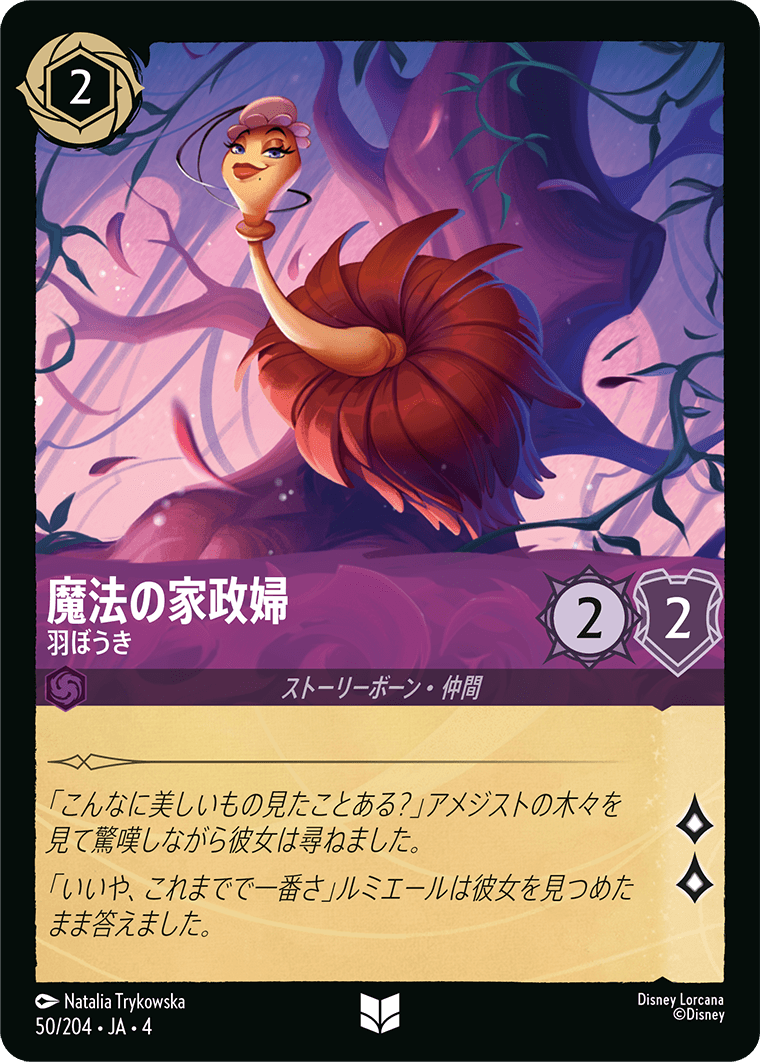 2
魔法の家政婦
羽ぼうき
2
2
ストーリーボーン・仲間
「こんなに美しいもの見たことある?」アメジストの木々を
見て驚嘆しながら彼女は尋ねました。
「いいや、これまでで一番さ」ルミエールは彼女を見つめた
まま答えました。
Natalia Trykowska
50/204 • JA • 4
Disney Lorcana
©Disney